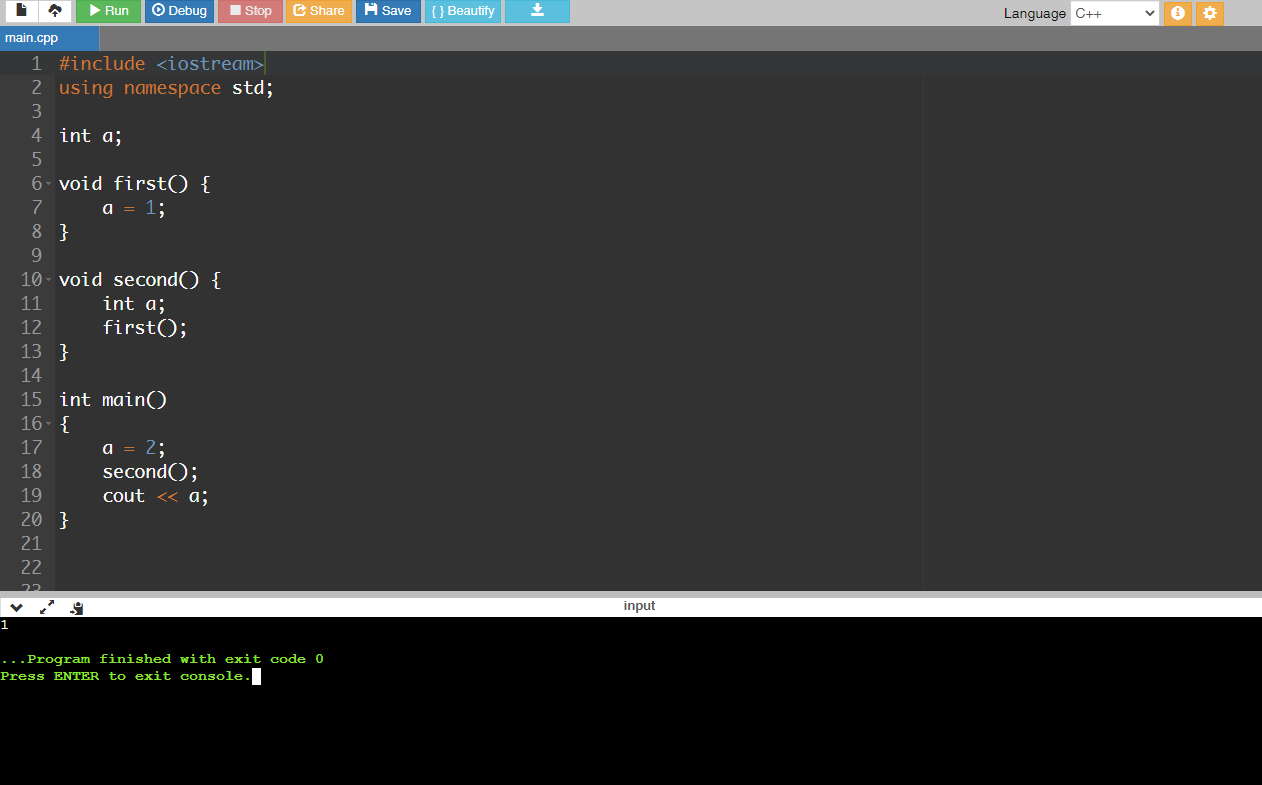 Run Debug Stop Share Save { } Beautify Language C++
main.cpp
1 #include <iostream>
2 using namespace std;
3
4 int a;
5
6 void first() {
7     a = 1;
8 }
9
10 void second() {
11     int a;
12     first();
13 }
14
15 int main()
16 {
17     a = 2;
18     second();
19     cout << a;
20 }
21
22
23
input
1
...Program finished with exit code 0
Press ENTER to exit console.